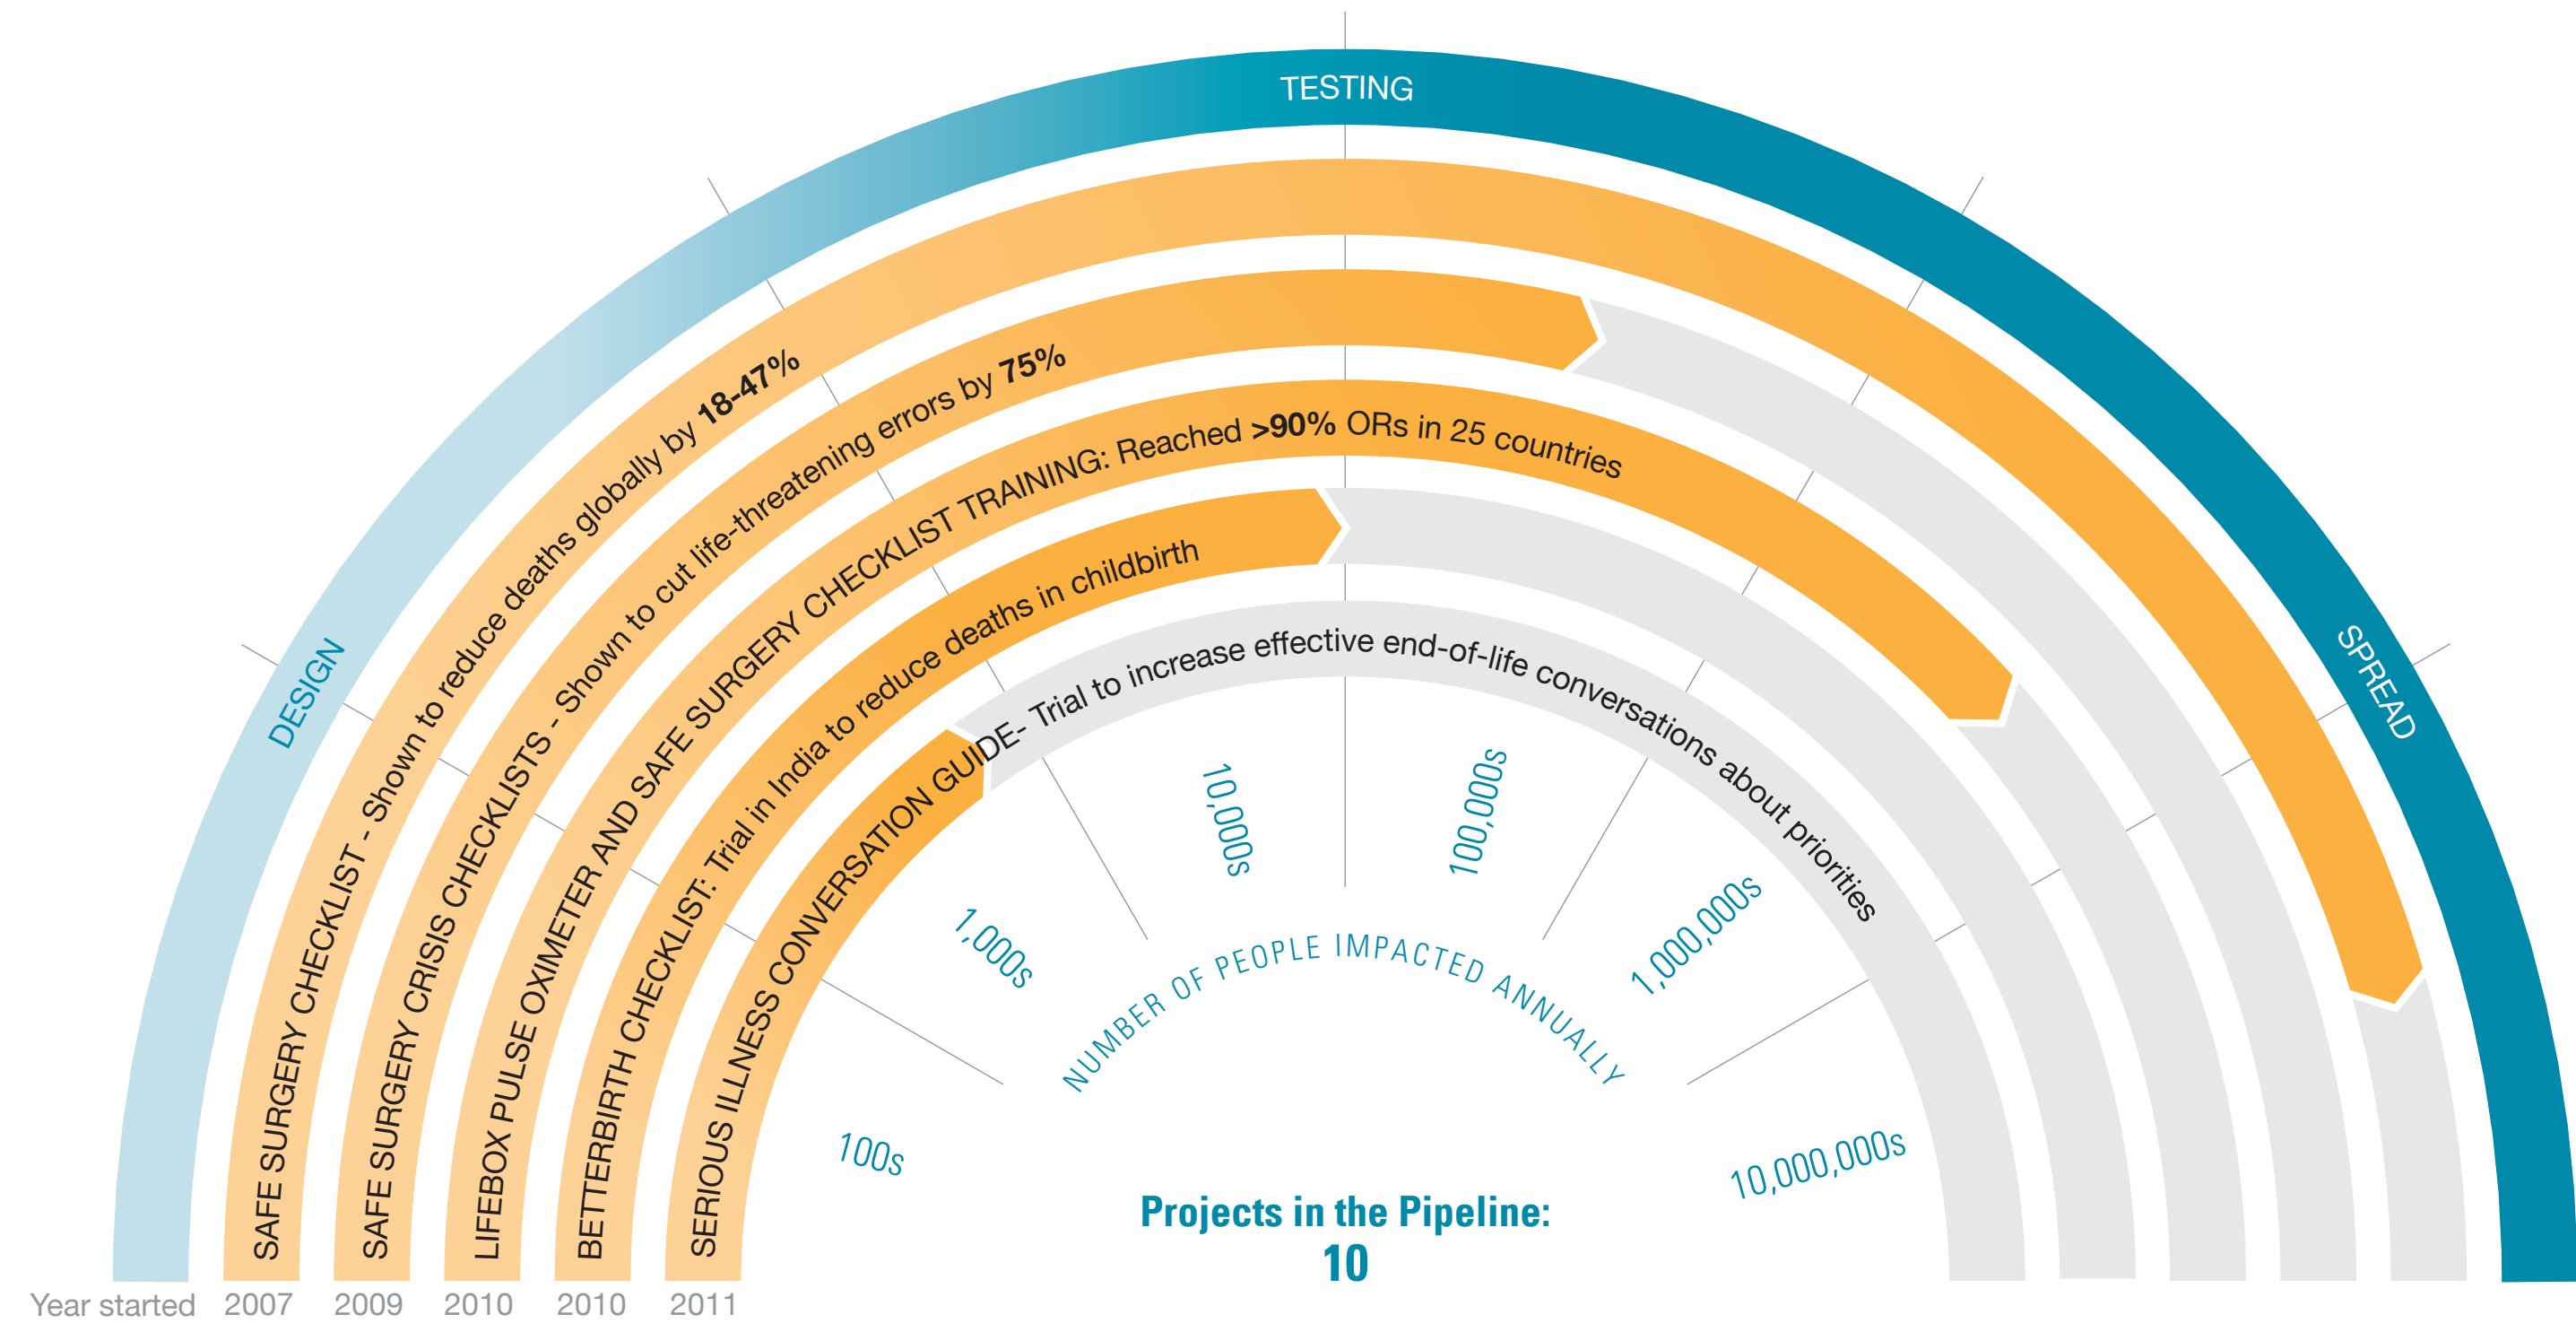 TESTING
DESIGN
SPREAD
SAFE SURGERY CHECKLIST - Shown to reduce deaths globally by 18-47%
SAFE SURGERY CRISIS CHECKLISTS - Shown to cut life-threatening errors by 75%
LIFEBOX PULSE OXIMETER AND SAFE SURGERY CHECKLIST TRAINING: Reached >90% ORs in 25 countries
BETTERBIRTH CHECKLIST: Trial in India to reduce deaths in childbirth
SERIOUS ILLNESS CONVERSATION GUIDE- Trial to increase effective end-of-life conversations about priorities
100s
1,000s
10,000s
100,000s
1,000,000s
10,000,000s
NUMBER OF PEOPLE IMPACTED ANNUALLY
Projects in the Pipeline:
10
Year started 2007 2009 2010 2010 2011